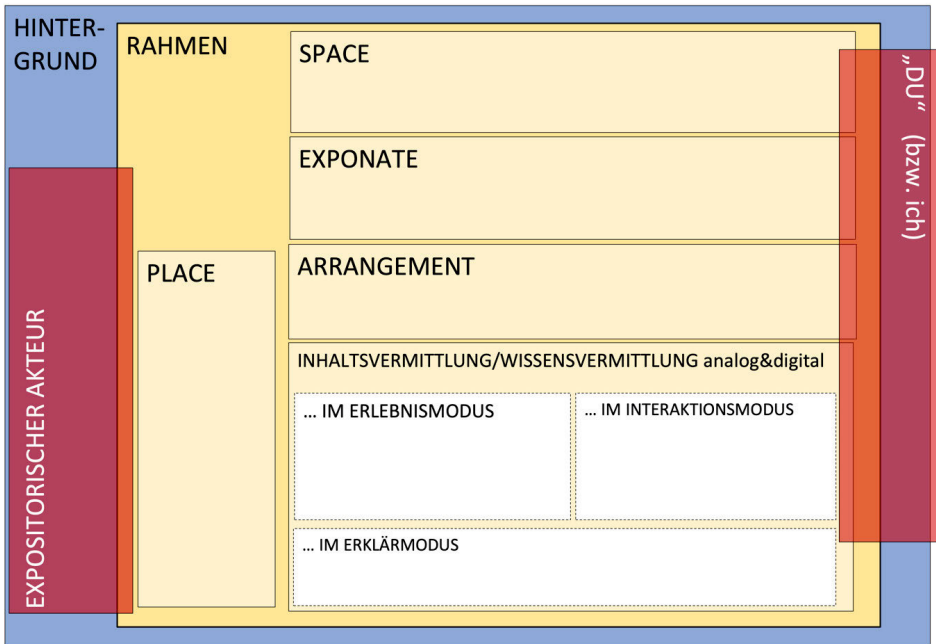 HINTER-
GRUND
RAHMEN
SPACE
EXPONATE
PLACE
ARRANGEMENT
INHALTSVERMITTLUNG/WISSENSVERMITTLUNG analog&digital
... IM ERLEBNISMODUS
... IM INTERAKTIONSMODUS
... IM ERKLÄRMODUS
EXPOSITORISCHER AKTEUR
„DU“ (bzw. ich)